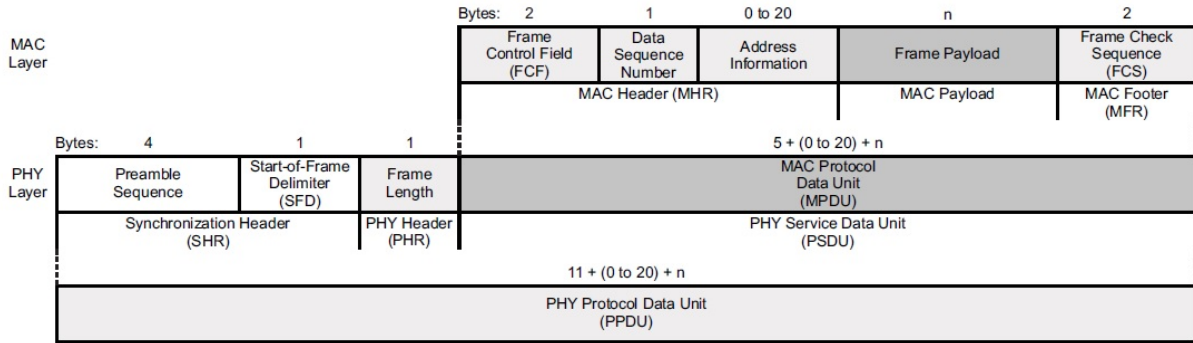 Bytes: 2 1 0 to 20 n 2
MAC
Layer
Frame
Control Field
(FCF)
Data
Sequence
Number
Address
Information
Frame Payload
Frame Check
Sequence
(FCS)
MAC Header (MHR)
MAC Payload
MAC Footer
(MFR)
Bytes: 4 1 1 5 + (0 to 20) + n
PHY
Layer
Preamble
Sequence
Start-of-Frame
Delimiter
(SFD)
Frame
Length
MAC Protocol
Data Unit
(MPDU)
Synchronization Header
(SHR)
PHY Header
(PHR)
PHY Service Data Unit
(PSDU)
11 + (0 to 20) + n
PHY Protocol Data Unit
(PPDU)